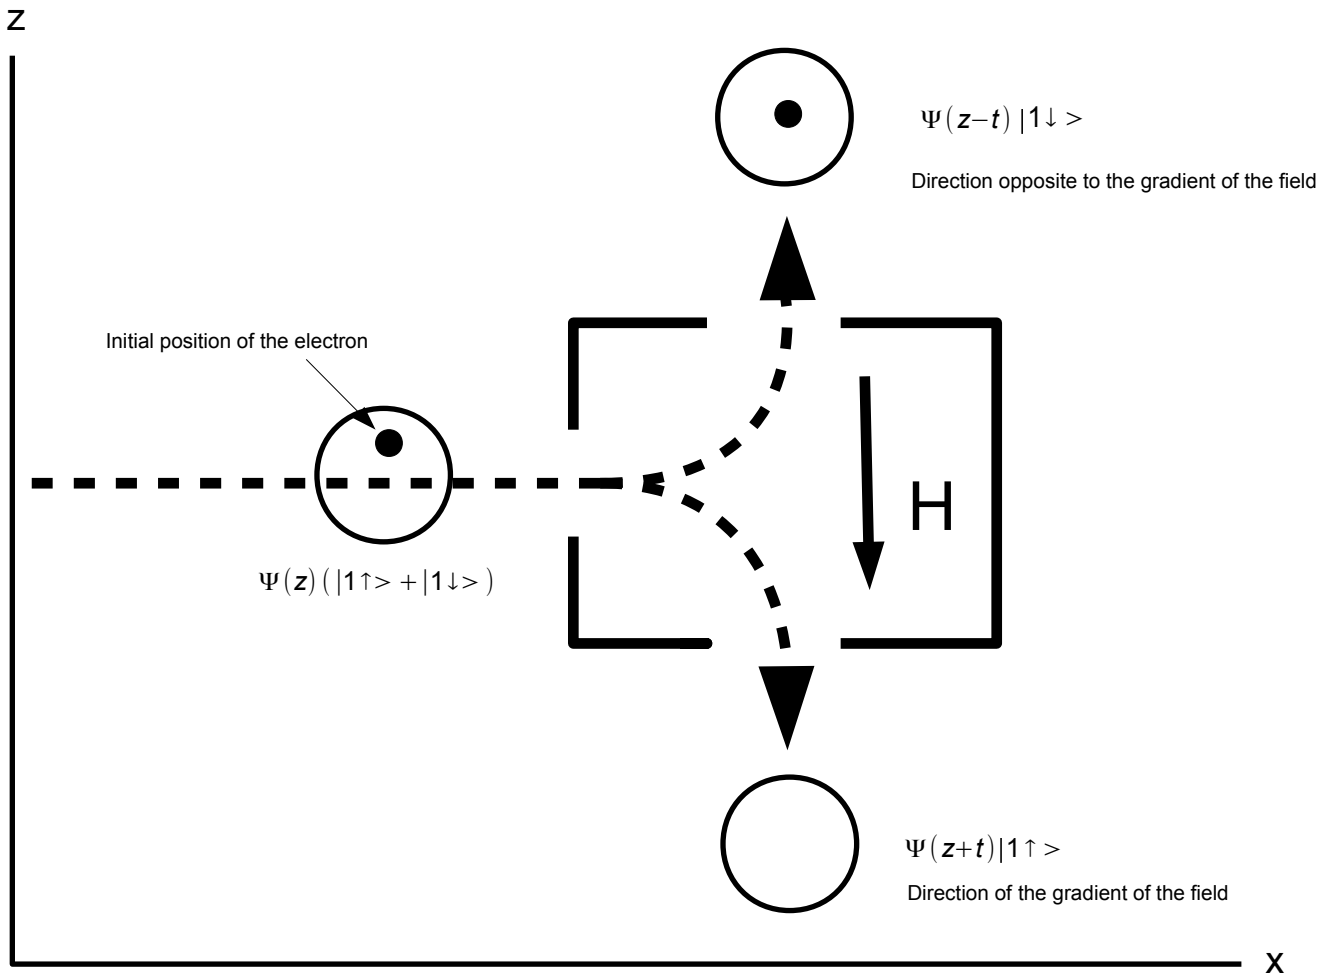 z
Ψ(z−t)|1↓>
Direction opposite to the gradient of the field
Initial position of the electron
H
Ψ(z)(|1↑>+|1↓>)
Ψ(z+t)|1↑>
Direction of the gradient of the field
x